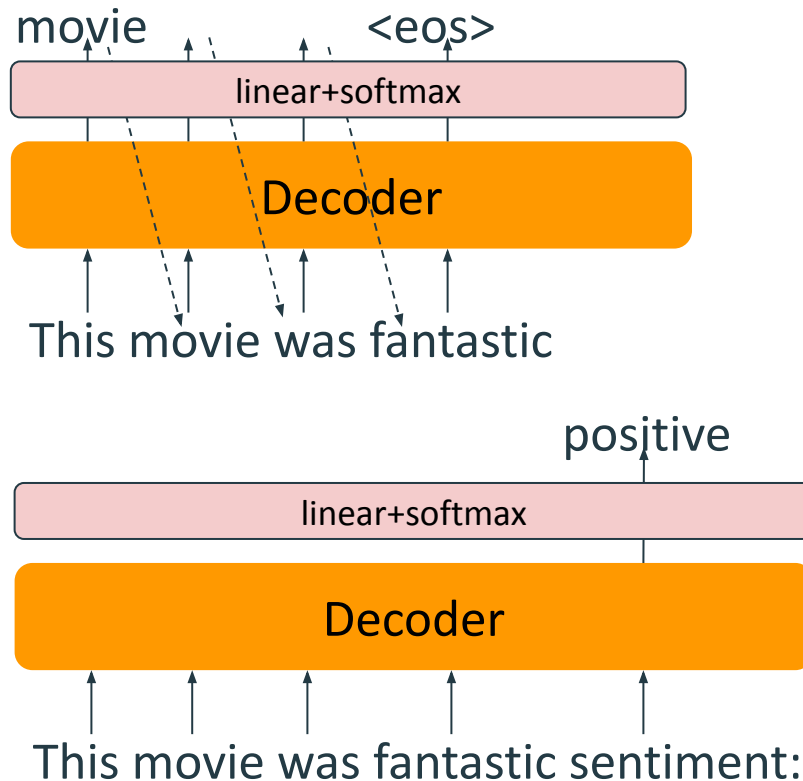 movie <eos>
linear+softmax
Decoder
This movie was fantastic
positive
linear+softmax
Decoder
This movie was fantastic sentiment: